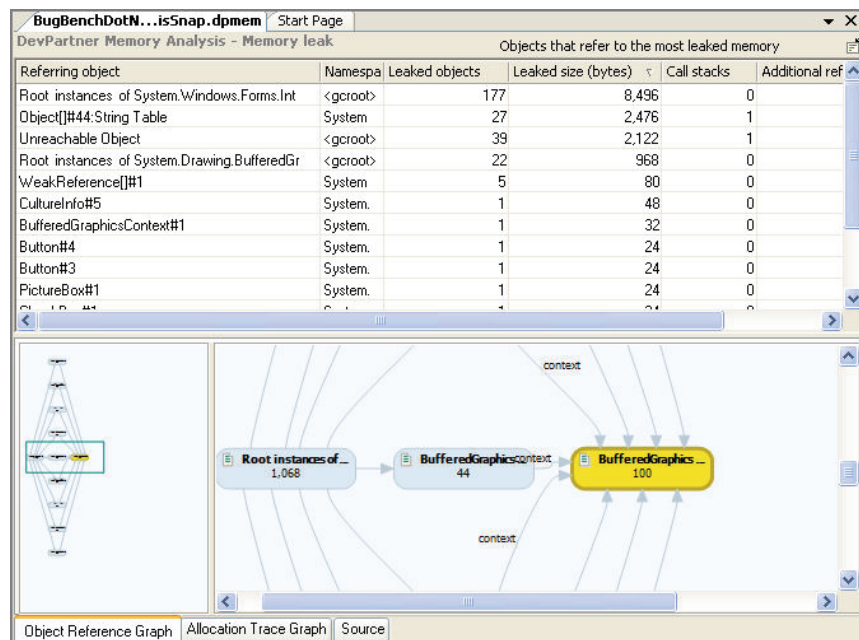 BugBenchDotN...isSnap.dpmem Start Page
DevPartner Memory Analysis - Memory leak Objects that refer to the most leaked memory
Referring object Namespa Leaked objects Leaked size (bytes) Call stacks Additional ref
Root instances of System.Windows.Forms.Int <gcroot> 177 8,496 0
Object[]#44:String Table System 27 2,476 1
Unreachable Object <gcroot> 39 2,122 1
Root instances of System.Drawing.BufferedGr <gcroot> 22 968 0
WeakReference[]#1 System 5 80 0
CultureInfo#5 System. 1 48 0
BufferedGraphicsContext#1 System. 1 32 0
Button#4 System. 1 24 0
Button#3 System. 1 24 0
PictureBox#1 System. 1 24 0
context
Root instances of ... BufferedGraphics... context BufferedGraphics ...
1,068 44 100
context
Object Reference Graph Allocation Trace Graph Source